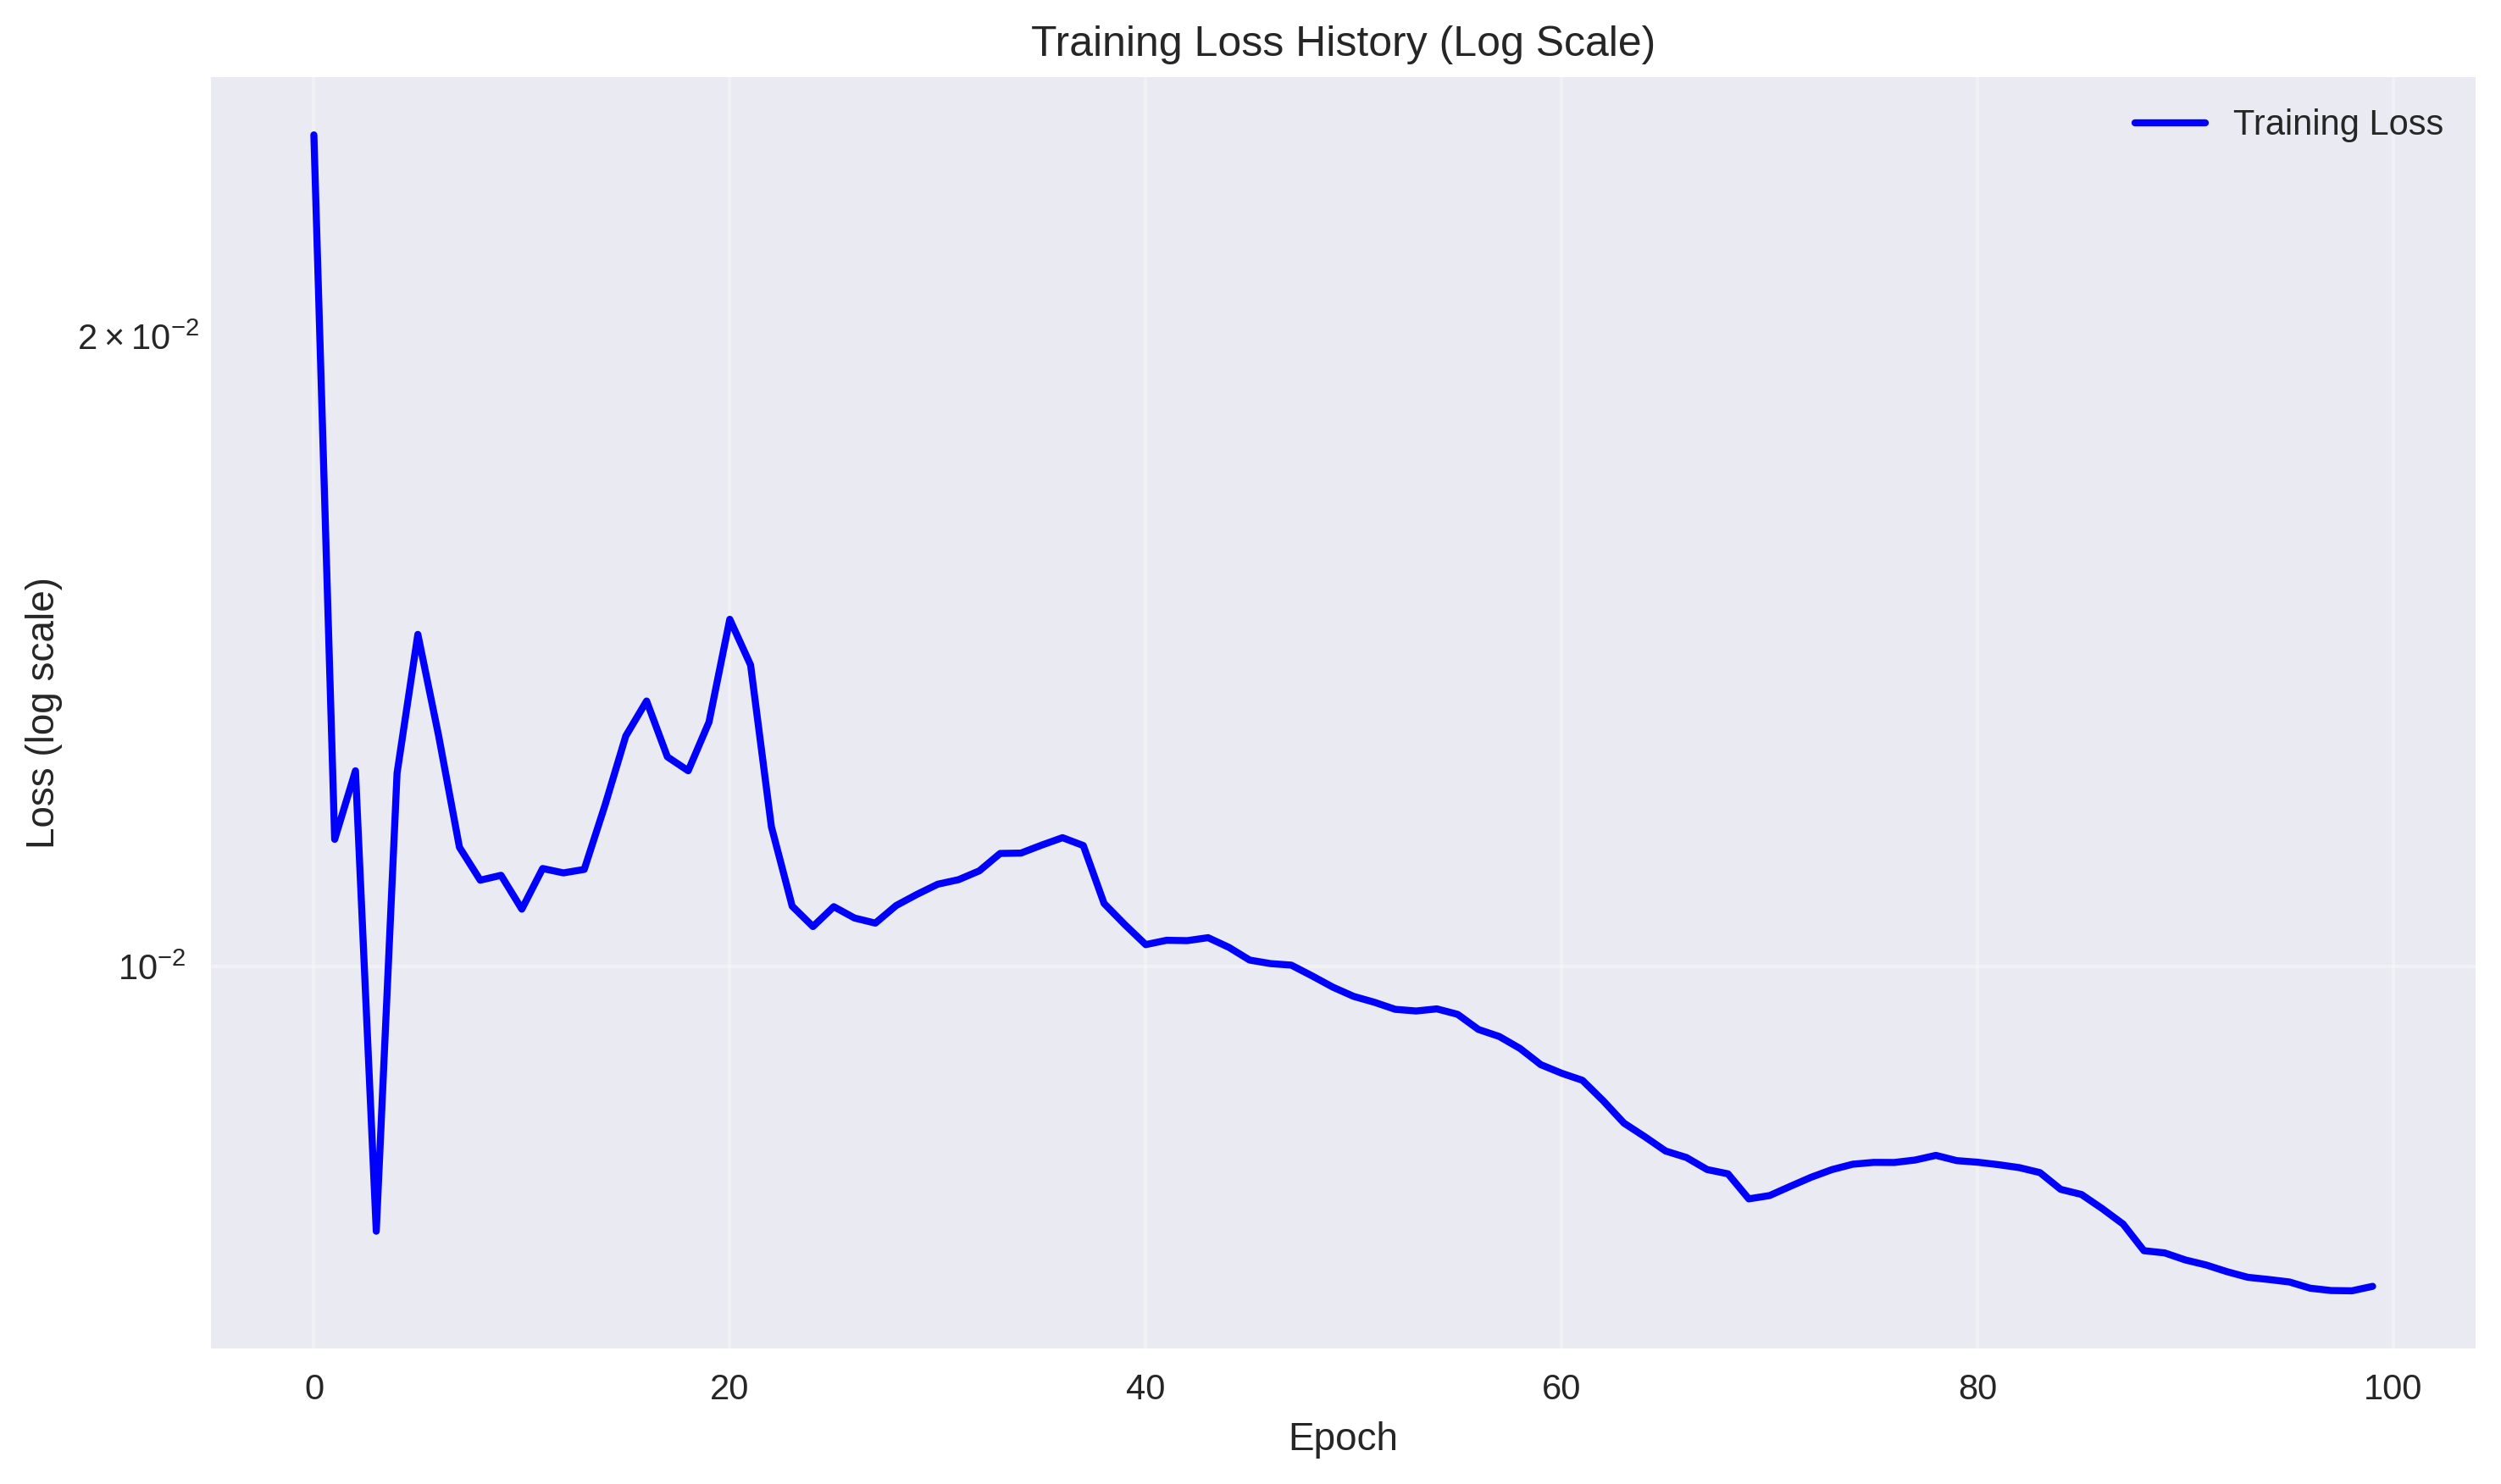 Training Loss History (Log Scale)
Training Loss
2 × 10⁻²
10⁻²
Loss (log scale)
0 20 40 60 80 100
Epoch